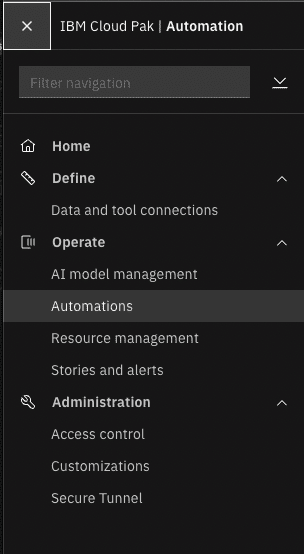 IBM Cloud Pak | Automation
Filter navigation
Home
Define
Data and tool connections
Operate
AI model management
Automations
Resource management
Stories and alerts
Administration
Access control
Customizations
Secure Tunnel